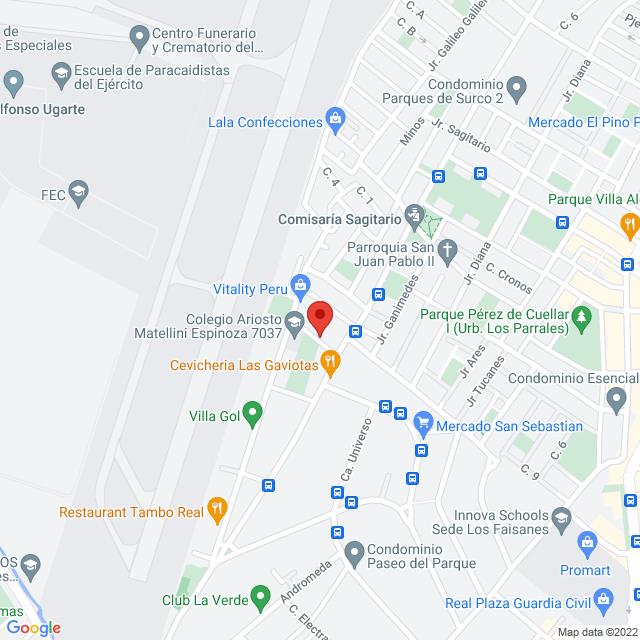 C. A
C. 6
de
s Especiales
Centro Funerario
y Crematorio del...
C. B
Jr. Galileo Galilei
Escuela de Paracaidistas
del Ejército
Condominio
Parques de Surco 2
Jr. Diana
lfonso Ugarte
Lala Confecciones
Minos
Jr. Sagitario
Mercado El Pino P
C. 4
C. 1
FEC
Parque Villa Al
Comisaría Sagitario
Parroquia San
Juan Pablo II
Jr. Diana
C. Cronos
Vitality Peru
Jr. Ganimedes
Colegio Ariosto
Matellini Espinoza 7037
Parque Pérez de Cuellar
I (Urb. Los Parrales)
Cevicheria Las Gaviotas
Jr Ares
Jr Tucanes
Condominio Esencial
Villa Gol
Mercado San Sebastian
Ca. Universo
C. 6
C. 9
Restaurant Tambo Real
Innova Schools
Sede Los Faisanes
OS
es...
Condominio
Paseo del Parque
Promart
Andromeda
Club La Verde
Real Plaza Guardia Civil
mas
C. Electra
Google
Map data ©2022